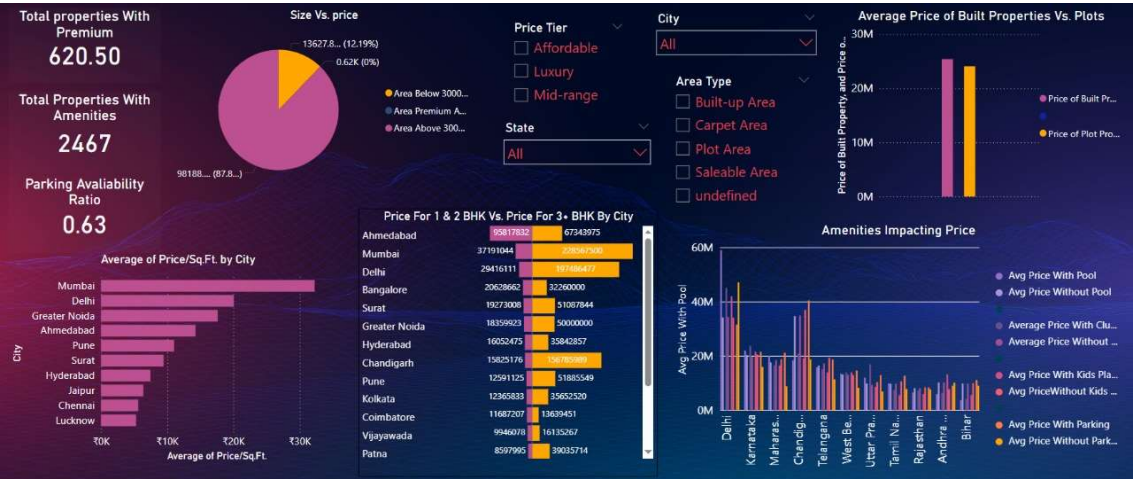 Total properties With
Premium
620.50
Total Properties With
Amenities
2467
Parking Avaliability
Ratio
0.63
Size Vs. price
13627.8... (12.19%)
0.62K (0%)
98188.... (87.8...)
Area Below 3000...
Area Premium A...
Area Above 300...
Price Tier
Affordable
Luxury
Mid-range
State
All
City
All
Area Type
Built-up Area
Carpet Area
Plot Area
Saleable Area
undefined
Average Price of Built Properties Vs. Plots
Price of Built Property, and Price o...
30M
20M
10M
0M
Price of Built Pr...
Price of Plot Pro...
Average of Price/Sq.Ft. by City
City
Mumbai
Delhi
Greater Noida
Ahmedabad
Pune
Surat
Hyderabad
Jaipur
Chennai
Lucknow
₹0K ₹10K ₹20K ₹30K
Average of Price/Sq.Ft.
Price For 1 & 2 BHK Vs. Price For 3+ BHK By City
Ahmedabad 95817832 67343975
Mumbai 37191044 228567500
Delhi 29416111 197486477
Bangalore 20628662 32260000
Surat 19273008 51087844
Greater Noida 18359923 50000000
Hyderabad 16052475 35842857
Chandigarh 15825176 156785989
Pune 12591125 51885549
Kolkata 12365833 35652520
Coimbatore 11687207 13639451
Vijayawada 9946078 16135267
Patna 8597995 39035714
Amenities Impacting Price
Avg Price With Pool
60M
40M
20M
0M
Delhi
Karnataka
Maharas...
Chandig...
Telangana
West Be...
Uttar Pra...
Tamil Na...
Rajasthan
Andhra ...
Bihar
Avg Price With Pool
Avg Price Without Pool
Average Price With Clu...
Average Price Without ...
Avg Price With Kids Pla...
Avg PriceWithout Kids ...
Avg Price With Parking
Avg Price Without Park...